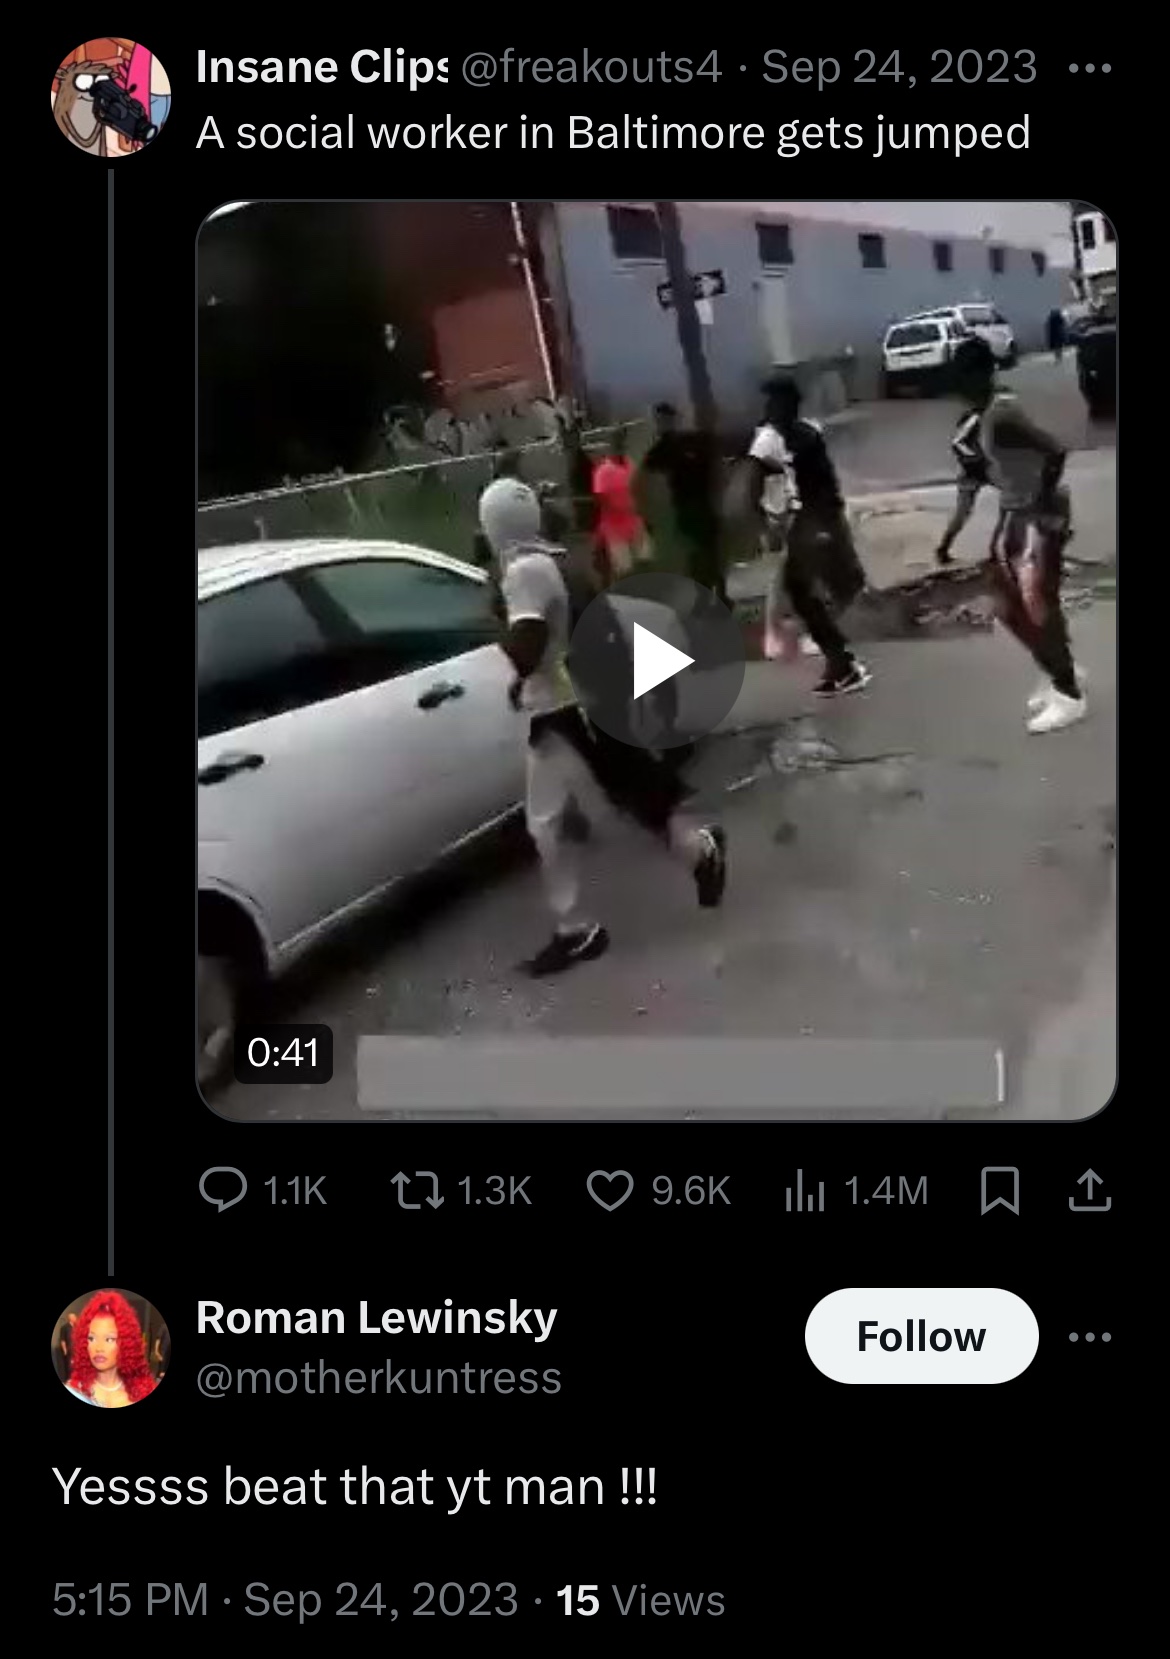 Insane Clips @freakouts4 · Sep 24, 2023
A social worker in Baltimore gets jumped
0:41
1.1K 1.3K 9.6K 1.4M
Roman Lewinsky
@motherkuntress
Follow
Yessss beat that yt man !!!
5:15 PM · Sep 24, 2023 · 15 Views